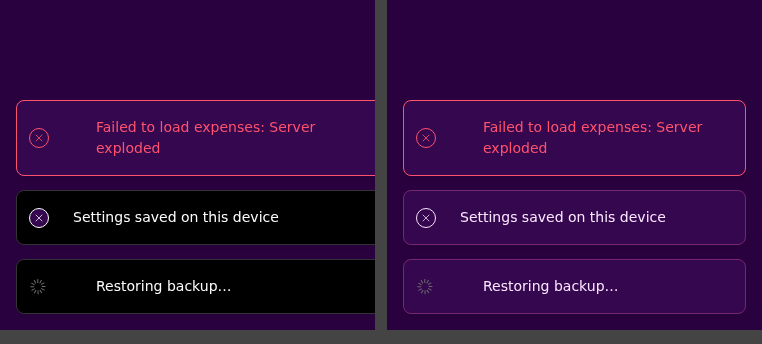 Failed to load expenses: Server
exploded
Settings saved on this device
Restoring backup...
Failed to load expenses: Server
exploded
Settings saved on this device
Restoring backup...